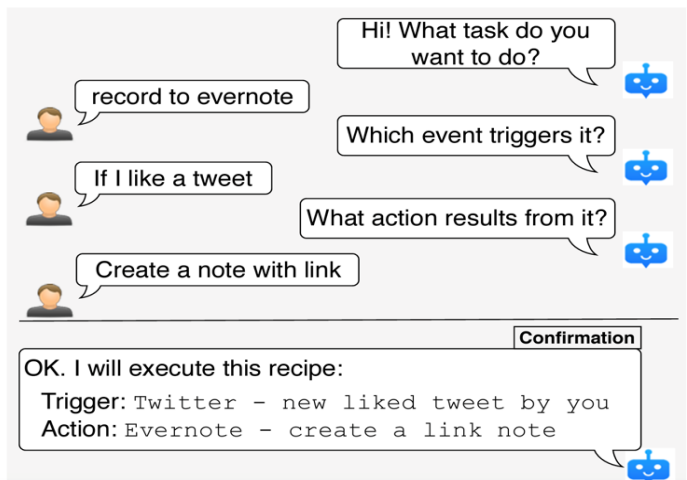 Hi! What task do you
want to do?
record to evernote
Which event triggers it?
If I like a tweet
What action results from it?
Create a note with link
Confirmation
OK. I will execute this recipe:
Trigger: Twitter – new liked tweet by you
Action: Evernote – create a link note